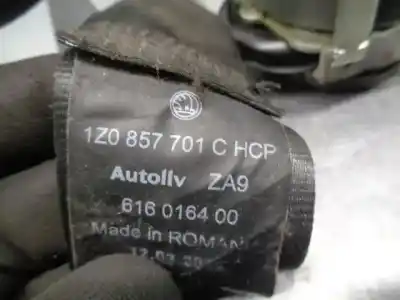 1Z0 857 701 C HCP
Autoliv ZA9
616 0164 00
Made in ROMAN